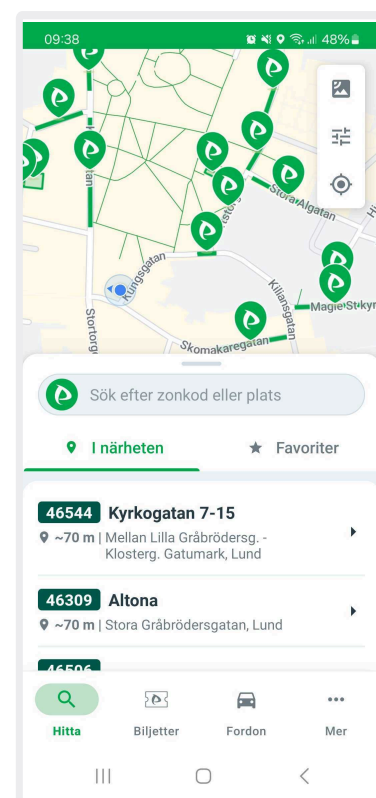 09:38
48%
Stora Algatan
Kungsgatan
Kiliansgatan
Skomakaregatan
Sök efter zonkod eller plats
I närheten
Favoriter
46544 Kyrkogatan 7-15
~70 m | Mellan Lilla Gråbrödersg. -
Klosterg. Gatumark, Lund
46309 Altona
~70 m | Stora Gråbrödersgatan, Lund
46596
Hitta
Biljetter
Fordon
Mer